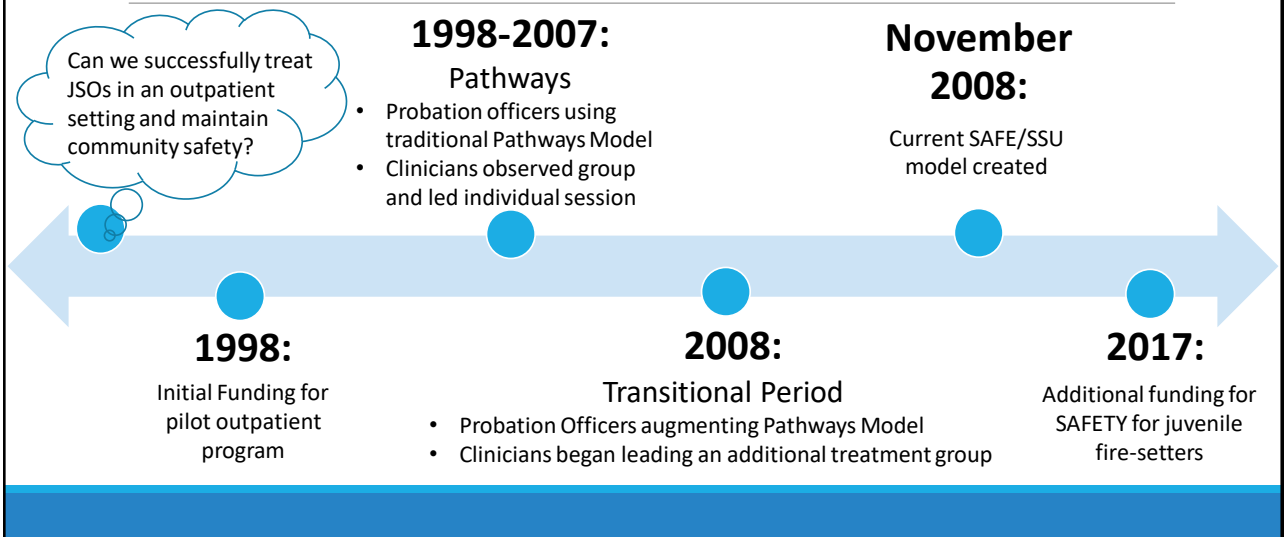 Can we successfully treat
JSOs in an outpatient
setting and maintain
community safety?
1998-2007:
Pathways
• Probation officers using
traditional Pathways Model
• Clinicians observed group
and led individual session
November
2008:
Current SAFE/SSU
model created
1998:
Initial Funding for
pilot outpatient
program
2008:
Transitional Period
• Probation Officers augmenting Pathways Model
• Clinicians began leading an additional treatment group
2017:
Additional funding for
SAFETY for juvenile
fire-setters